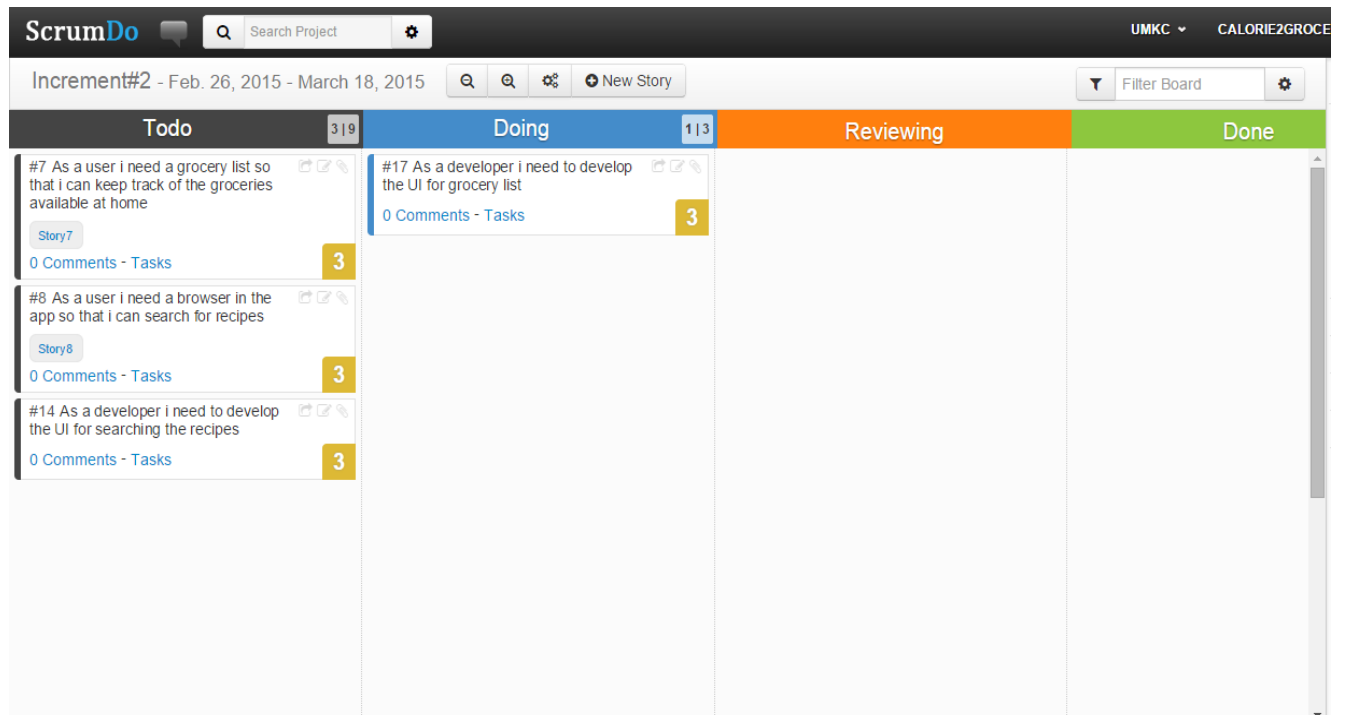 ScrumDo
Search Project
UMKC
CALORIE2GROCE
Increment#2 - Feb. 26, 2015 - March 18, 2015
New Story
Filter Board
Todo
3|9
Doing
1|3
Reviewing
Done
#7 As a user i need a grocery list so
that i can keep track of the groceries
available at home
Story7
0 Comments - Tasks
3
#8 As a user i need a browser in the
app so that i can search for recipes
Story8
0 Comments - Tasks
3
#14 As a developer i need to develop
the UI for searching the recipes
0 Comments - Tasks
3
#17 As a developer i need to develop
the UI for grocery list
0 Comments - Tasks
3